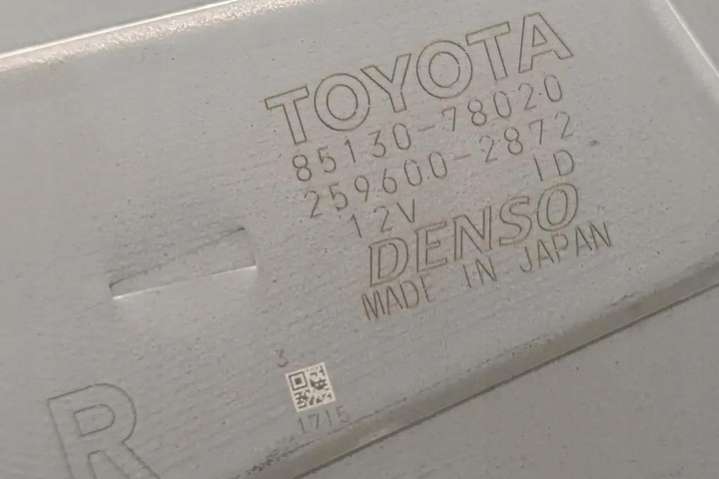 TOYOTA
85130-78020
259600-2872
12V ID
DENSO
MADE IN JAPAN
3
1715
R